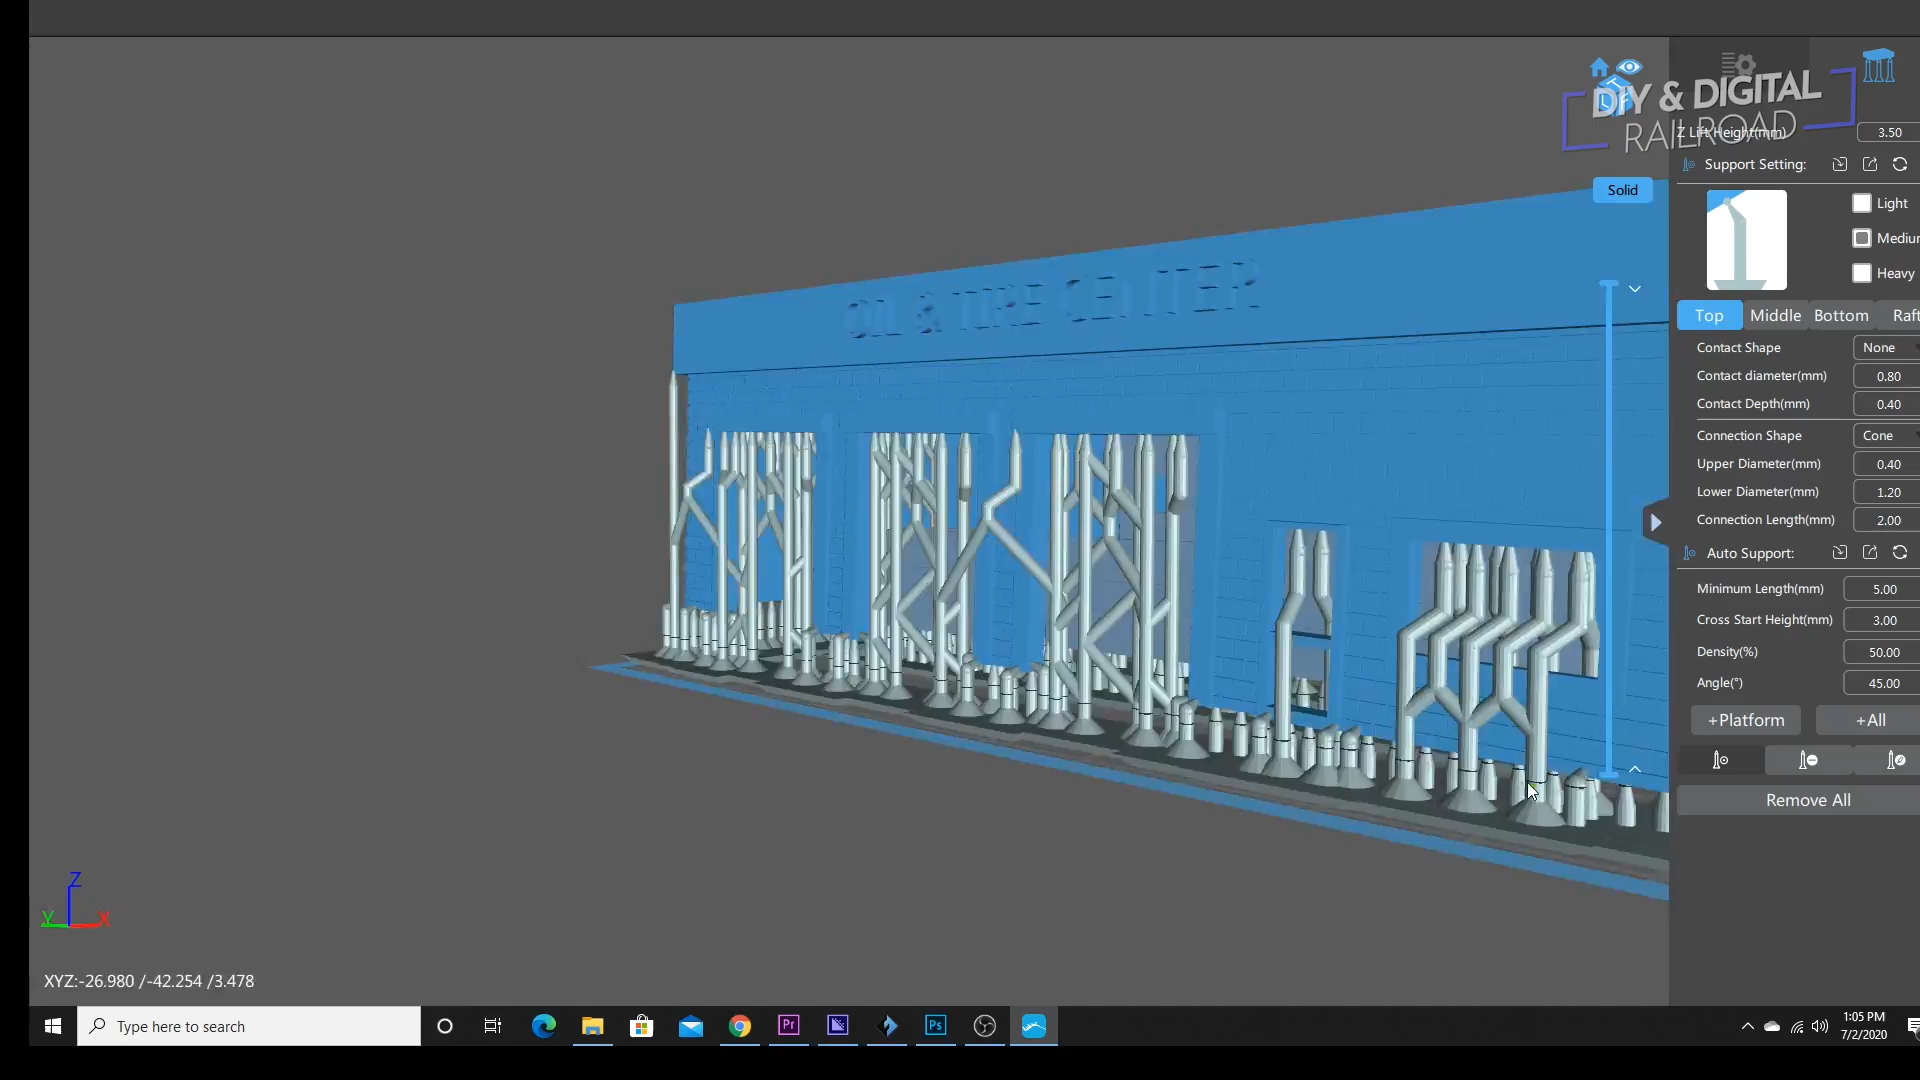 DIY & DIGITAL
RAILROAD
Z Lift Height(mm) 3.50
Support Setting:
Solid
Light
Mediu
Heavy
OIL & TIRE CENTER
Top Middle Bottom Raft
Contact Shape None
Contact diameter(mm) 0.80
Contact Depth(mm) 0.40
Connection Shape Cone
Upper Diameter(mm) 0.40
Lower Diameter(mm) 1.20
Connection Length(mm) 2.00
Auto Support:
Minimum Length(mm) 5.00
Cross Start Height(mm) 3.00
Density(%) 50.00
Angle(°) 45.00
+Platform +All
Remove All
Z
Y X
XYZ:-26.980 /-42.254 /3.478
Type here to search
Pr
Ps
1:05 PM
7/2/2020